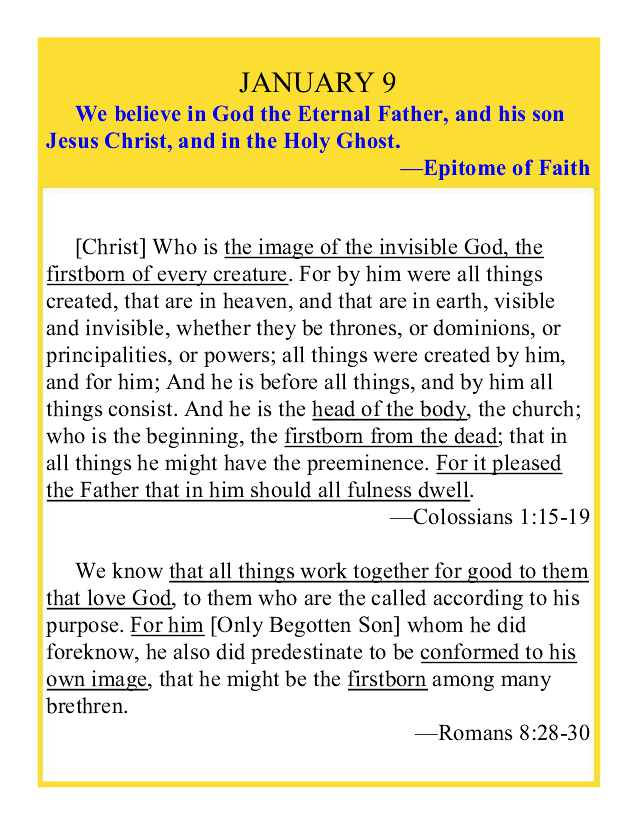 JANUARY 9
We believe in God the Eternal Father, and his son
Jesus Christ, and in the Holy Ghost.
—Epitome of Faith
[Christ] Who is the image of the invisible God, the
firstborn of every creature. For by him were all things
created, that are in heaven, and that are in earth, visible
and invisible, whether they be thrones, or dominions, or
principalities, or powers; all things were created by him,
and for him; And he is before all things, and by him all
things consist. And he is the head of the body, the church;
who is the beginning, the firstborn from the dead; that in
all things he might have the preeminence. For it pleased
the Father that in him should all fulness dwell.
—Colossians 1:15-19
We know that all things work together for good to them
that love God, to them who are the called according to his
purpose. For him [Only Begotten Son] whom he did
foreknow, he also did predestinate to be conformed to his
own image, that he might be the firstborn among many
brethren.
—Romans 8:28-30